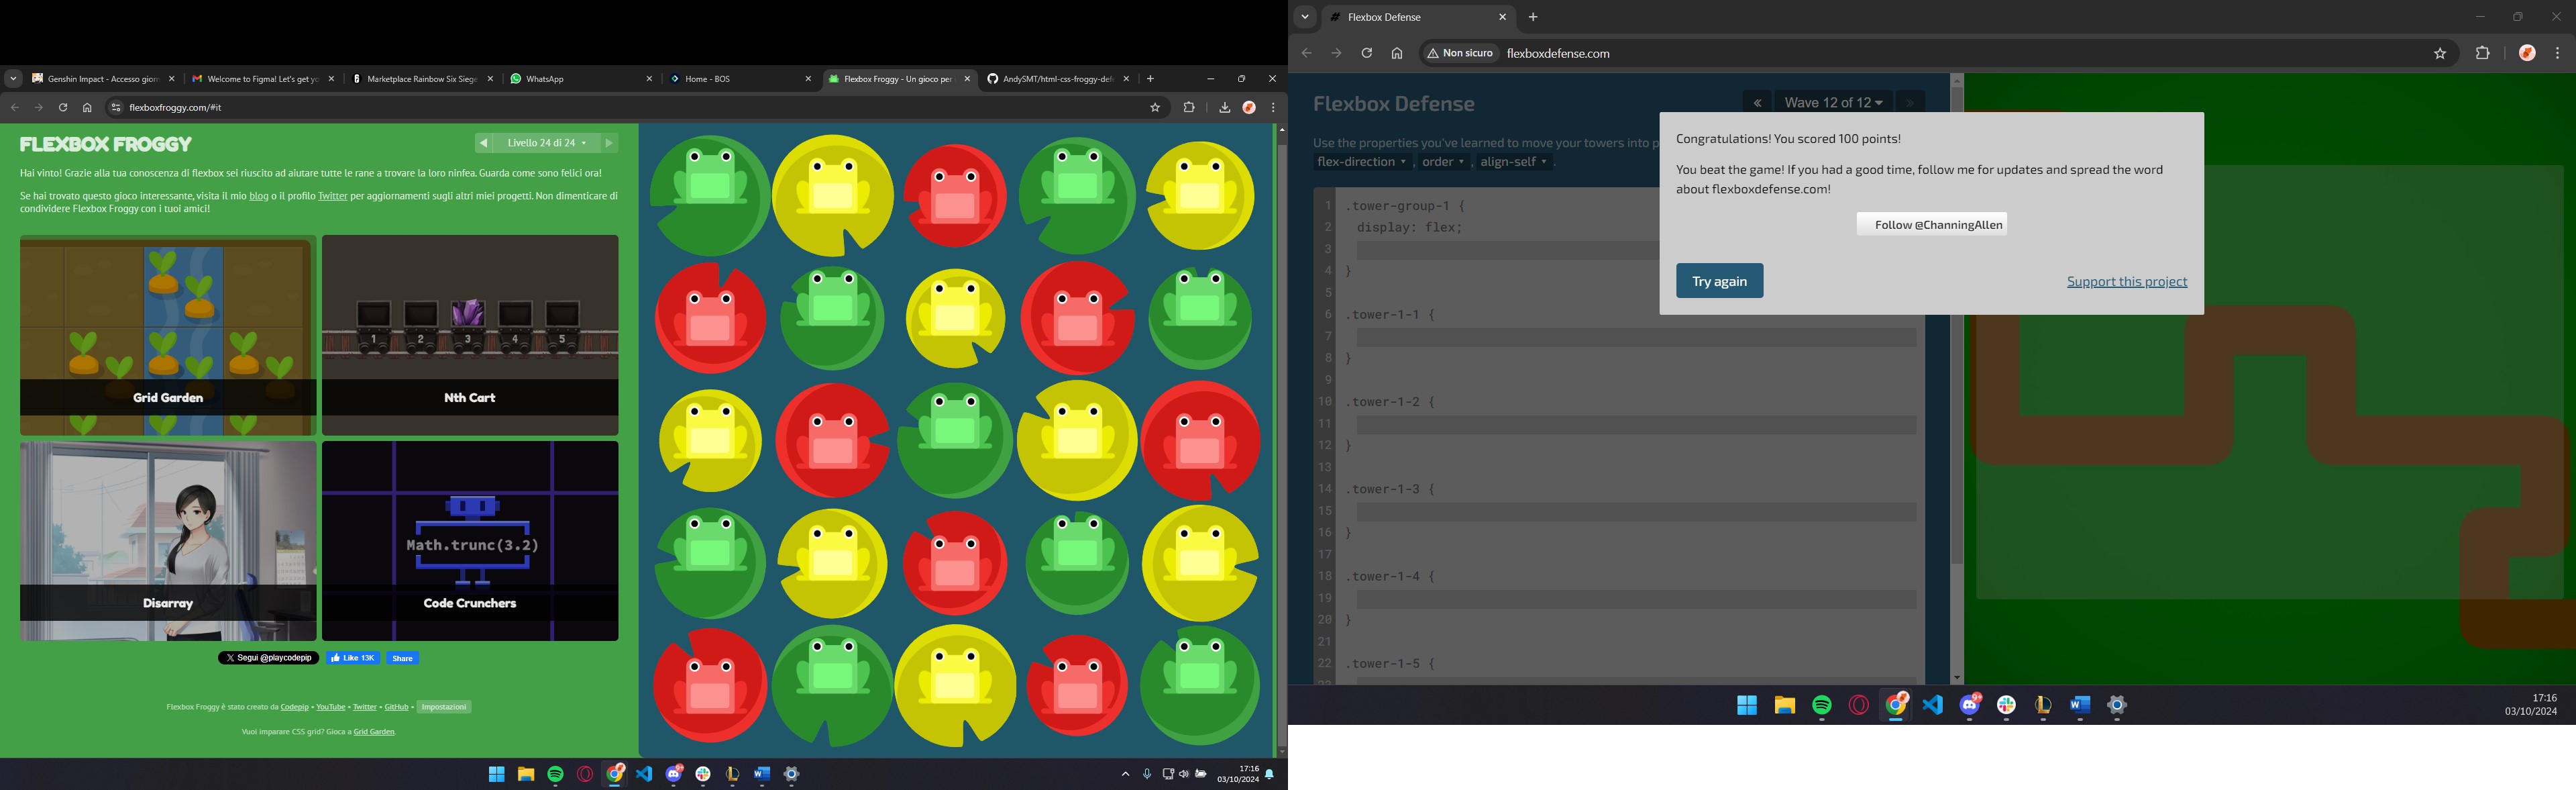 Genshin Impact - Accesso giorn
Welcome to Figma! Let's get yo
Marketplace Rainbow Six Siege
WhatsApp
Home - BOS
Flexbox Froggy - Un gioco per
AndySMT/html-css-froggy-defe
flexboxfroggy.com/#it
FLEXBOX FROGGY
Livello 24 di 24
Hai vinto! Grazie alla tua conoscenza di flexbox sei riuscito ad aiutare tutte le rane a trovare la loro ninfea. Guarda come sono felici ora!
Se hai trovato questo gioco interessante, visita il mio blog o il profilo Twitter per aggiornamenti sugli altri miei progetti. Non dimenticare di
condividere Flexbox Froggy con i tuoi amici!
1 2 3 4 5
Grid Garden
Nth Cart
Math.trunc(3.2)
Disarray
Code Crunchers
Segui @playcodepip
Like 13K
Share
Flexbox Froggy è stato creato da Codepip • YouTube • Twitter • GitHub • Impostazioni
Vuoi imparare CSS grid? Gioca a Grid Garden.
9+
17:16
03/10/2024
Flexbox Defense
Non sicuro
flexboxdefense.com
Flexbox Defense
Wave 12 of 12
Use the properties you've learned to move your towers into p
flex-direction , order , align-self .
Congratulations! You scored 100 points!
You beat the game! If you had a good time, follow me for updates and spread the word
about flexboxdefense.com!
Follow @ChanningAllen
Try again
Support this project
1 .tower-group-1 {
2 display: flex;
3
4 }
5
6 .tower-1-1 {
7
8 }
9
10 .tower-1-2 {
11
12 }
13
14 .tower-1-3 {
15
16 }
17
18 .tower-1-4 {
19
20 }
21
22 .tower-1-5 {
9+
17:16
03/10/2024